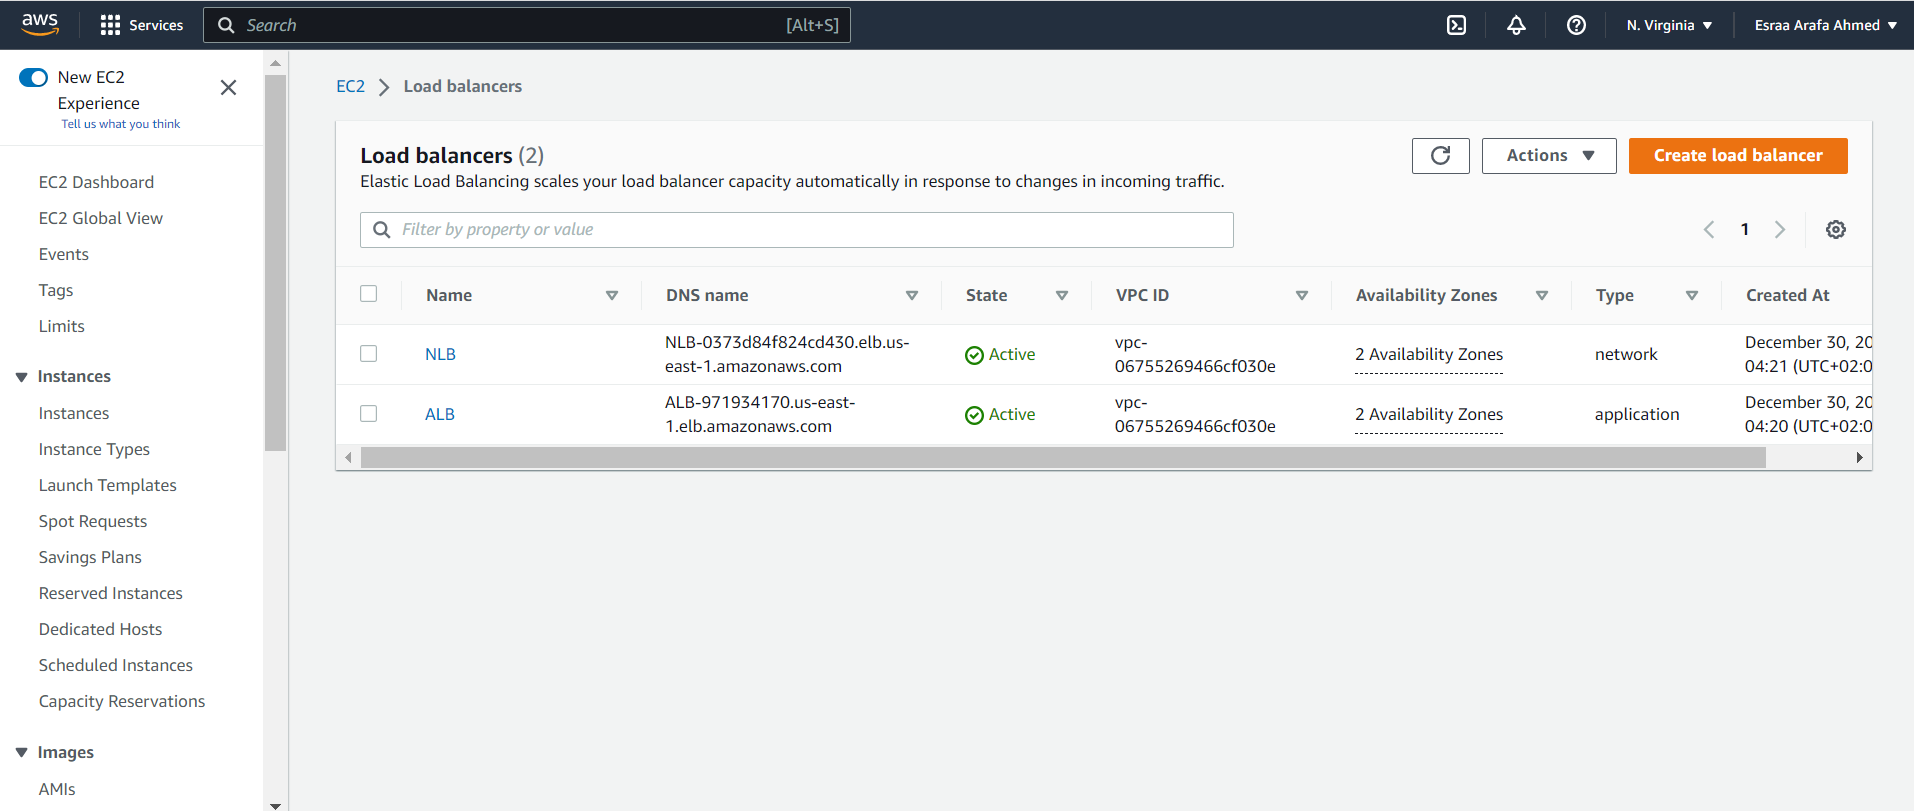 aws
Services
Search
[Alt+S]
N. Virginia
Esraa Arafa Ahmed
New EC2
Experience
Tell us what you think
EC2 Dashboard
EC2 Global View
Events
Tags
Limits
Instances
Instances
Instance Types
Launch Templates
Spot Requests
Savings Plans
Reserved Instances
Dedicated Hosts
Scheduled Instances
Capacity Reservations
Images
AMIs
EC2 > Load balancers
Load balancers (2)
Elastic Load Balancing scales your load balancer capacity automatically in response to changes in incoming traffic.
Actions
Create load balancer
Filter by property or value
1
Name DNS name State VPC ID Availability Zones Type Created At
NLB
NLB-0373d84f824cd430.elb.us-
east-1.amazonaws.com
Active
vpc-
06755269466cf030e
2 Availability Zones
network
December 30, 20
04:21 (UTC+02:0
ALB
ALB-971934170.us-east-
1.elb.amazonaws.com
Active
vpc-
06755269466cf030e
2 Availability Zones
application
December 30, 20
04:20 (UTC+02:0